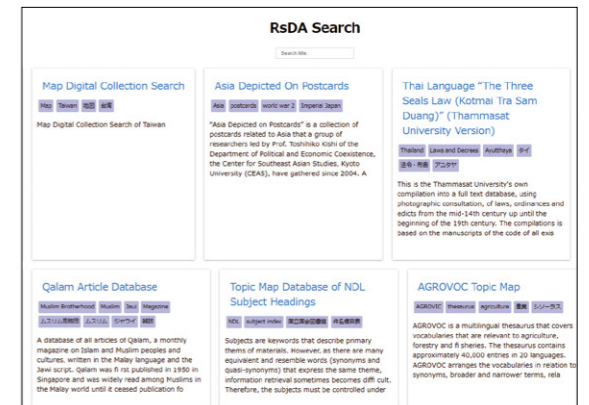 RsDA Search
Search title
Map Digital Collection Search
Map Taiwan 地図 台湾
Map Digital Collection Search of Taiwan
Asia Depicted On Postcards
Asia postcards world war 2 Imperial Japan
"Asia Depicted on Postcards" is a collection of
postcards related to Asia that a group of
researchers led by Prof. Toshihiko Kishi of the
Department of Political and Economic Coexistence,
the Center for Southeast Asian Studies, Kyoto
University (CEAS), have gathered since 2004. A
Thai Language "The Three
Seals Law (Kotmai Tra Sam
Duang)" (Thammasat
University Version)
Thailand Laws and Decrees Avutthaya タイ
法令・布告 アユタヤ
This is the Thammasat University's own
compilation into a full text database, using
photographic consultation, of laws, ordinances and
edicts from the mid-14th century up until the
beginning of the 19th century. The compilations is
based on the manuscripts of the code of all exis
Qalam Article Database
Muslim Brotherhood Muslim Jaui Magazine
ムスリム同胞団 ムスリム ジャウイ 雑誌
A database of all articles of Qalam, a monthly
magazine on Islam and Muslim peoples and
cultures, written in the Malay language and the
Jawi script. Qalam was fi rst published in 1950 in
Singapore and was widely read among Muslims in
the Malay world until it ceased publication fo
Topic Map Database of NDL
Subject Headings
NDL subject index 国立国会図書館 件名標目表
Subjects are keywords that describe primary
thems of materials. However, as there are many
equivalent and resemble words (synonyms and
quasi-synonyms) that express the same theme,
information retrieval sometimes becomes diffi cult.
Therefore, the subjects must be controlled under
AGROVOC Topic Map
AGROVIC thesaurus agriculture 農業 シソーラス
AGROVOC is a multilingual thesaurus that covers
vocabularies that are relevant to agriculture,
forestry and fi sheries. The thesaurus contains
approximately 40,000 entries in 20 languages.
AGROVOC arranges the vocabularies in relation to
synonyms, broader and narrower terms, rela